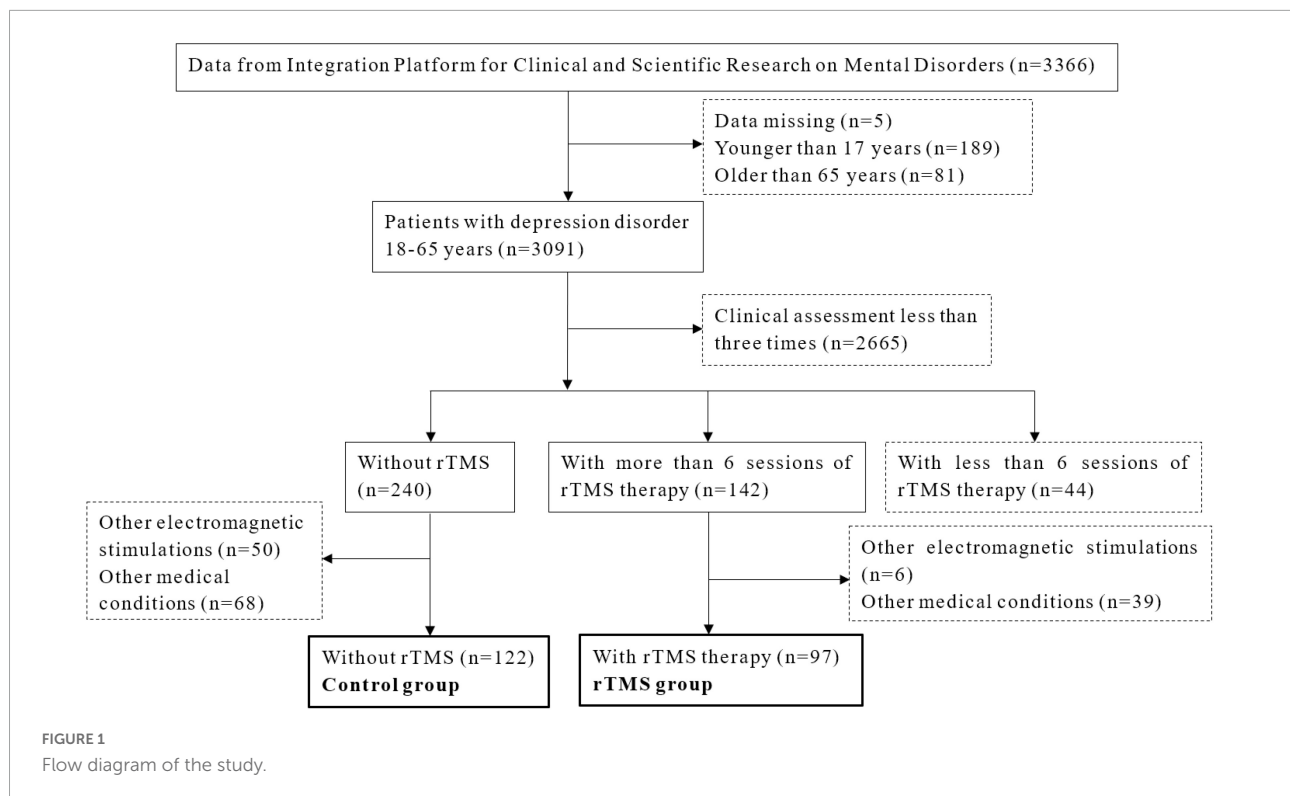 Data from Integration Platform for Clinical and Scientific Research on Mental Disorders (n=3366)
Data missing (n=5)
Younger than 17 years (n=189)
Older than 65 years (n=81)
Patients with depression disorder
18-65 years (n=3091)
Clinical assessment less than
three times (n=2665)
Without rTMS
(n=240)
With more than 6 sessions of
rTMS therapy (n=142)
With less than 6 sessions of
rTMS therapy (n=44)
Other electromagnetic
stimulations (n=50)
Other medical
conditions (n=68)
Other electromagnetic stimulations
(n=6)
Other medical conditions (n=39)
Without rTMS (n=122)
Control group
With rTMS therapy (n=97)
rTMS group
FIGURE 1
Flow diagram of the study.